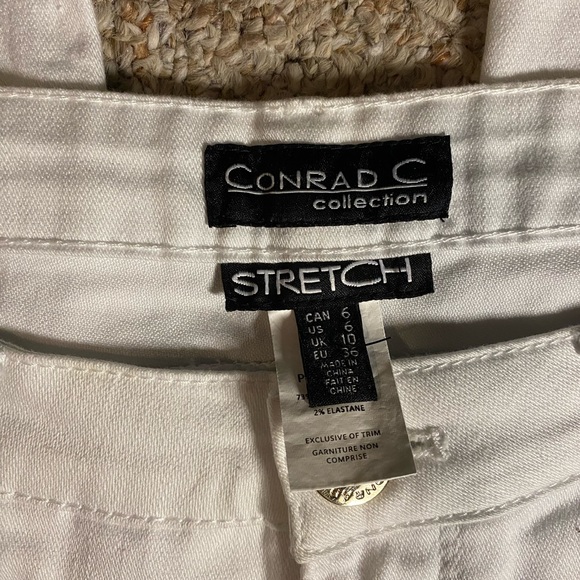 CONRAD C
collection
STRETCH
CAN 6
US 6
UK 10
EU 36
MADE IN
CHINA
FAIT EN
CHINE
2% ELASTANE
EXCLUSIVE OF TRIM
GARNITURE NON
COMPRISE